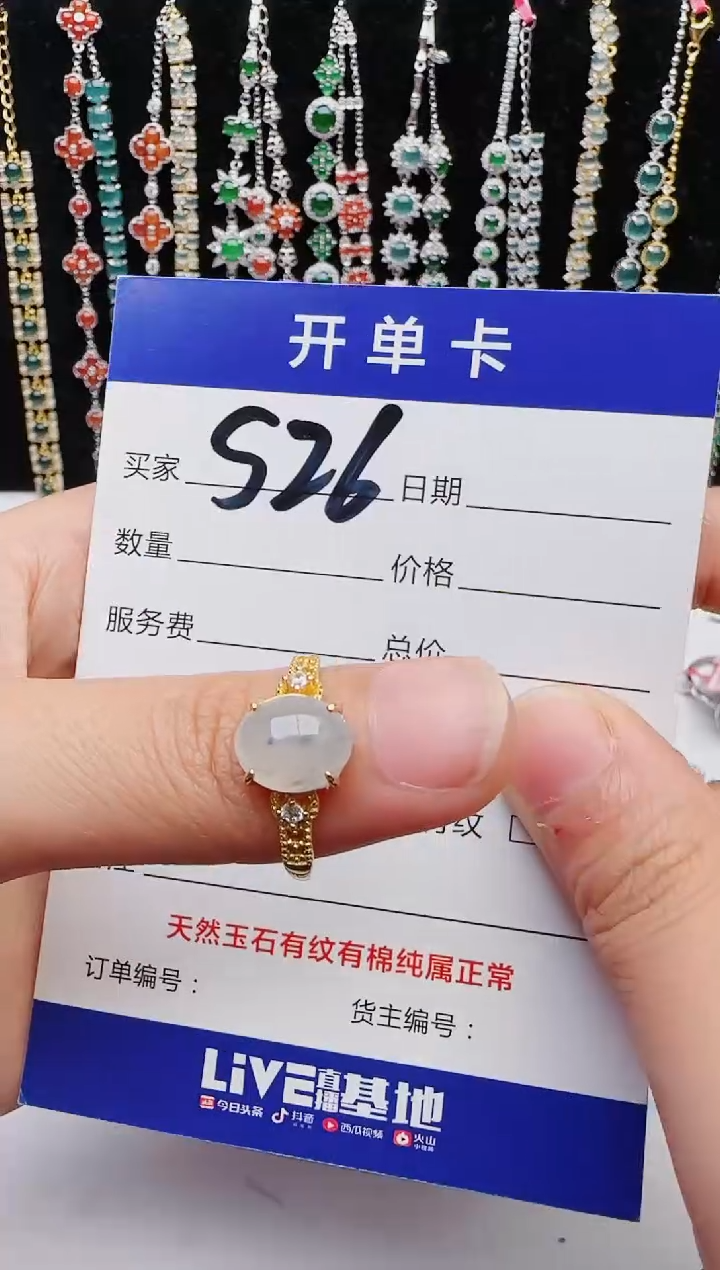 开单卡
买家 S26 日期
数量 价格
服务费 总价
纹
天然玉石有纹有棉纯属正常
订单编号：
货主编号：
LiVE直播基地
今日头条 抖音 西瓜视频 火山